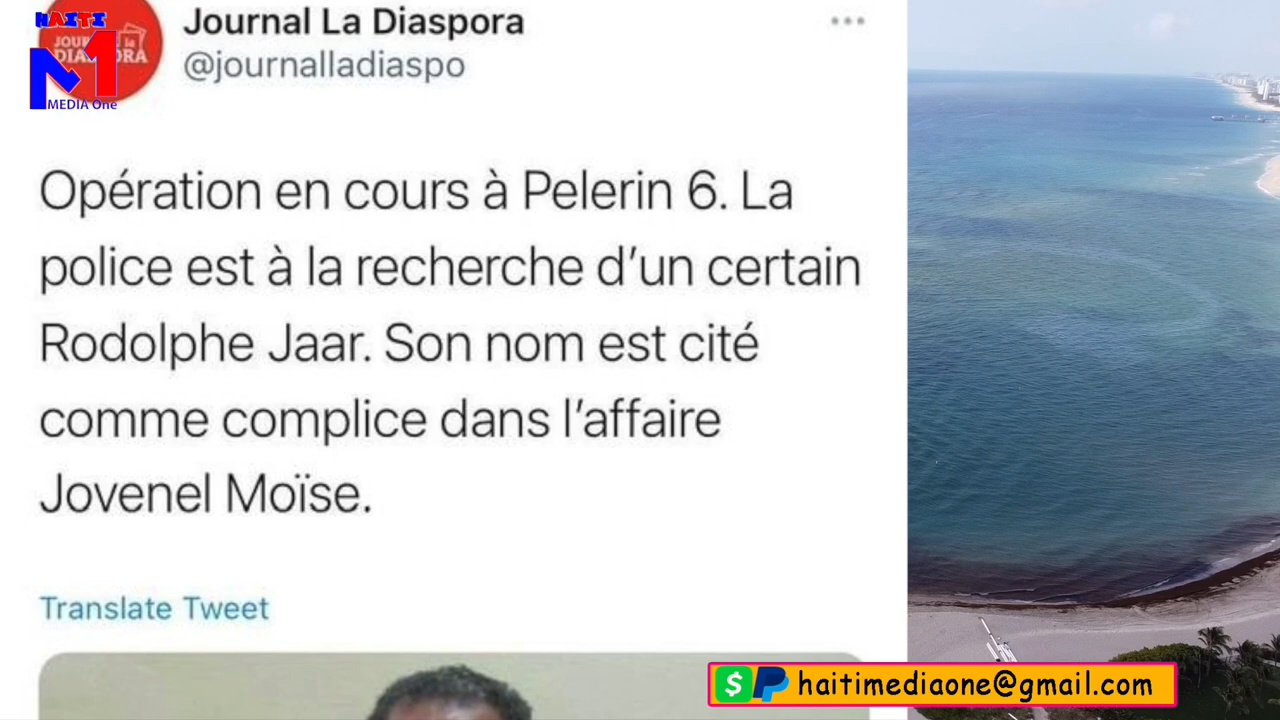 Journal La Diaspora
@journalladiaspo
HAITI
M1
MEDIA One
Opération en cours à Pelerin 6. La
police est à la recherche d’un certain
Rodolphe Jaar. Son nom est cité
comme complice dans l’affaire
Jovenel Moïse.
Translate Tweet
$ haitimediaone@gmail.com